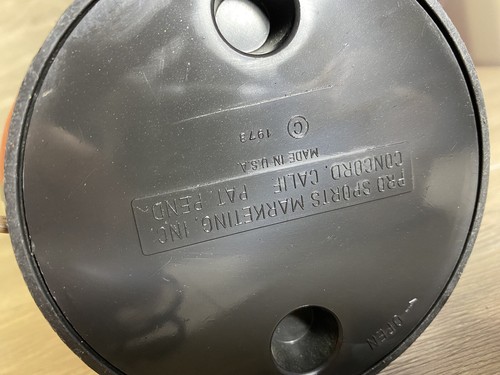 PRO SPORTS MARKETING, INC.
CONCORD, CALIF PAT. PEND.
MADE IN U.S.A.
© 1973
OPEN